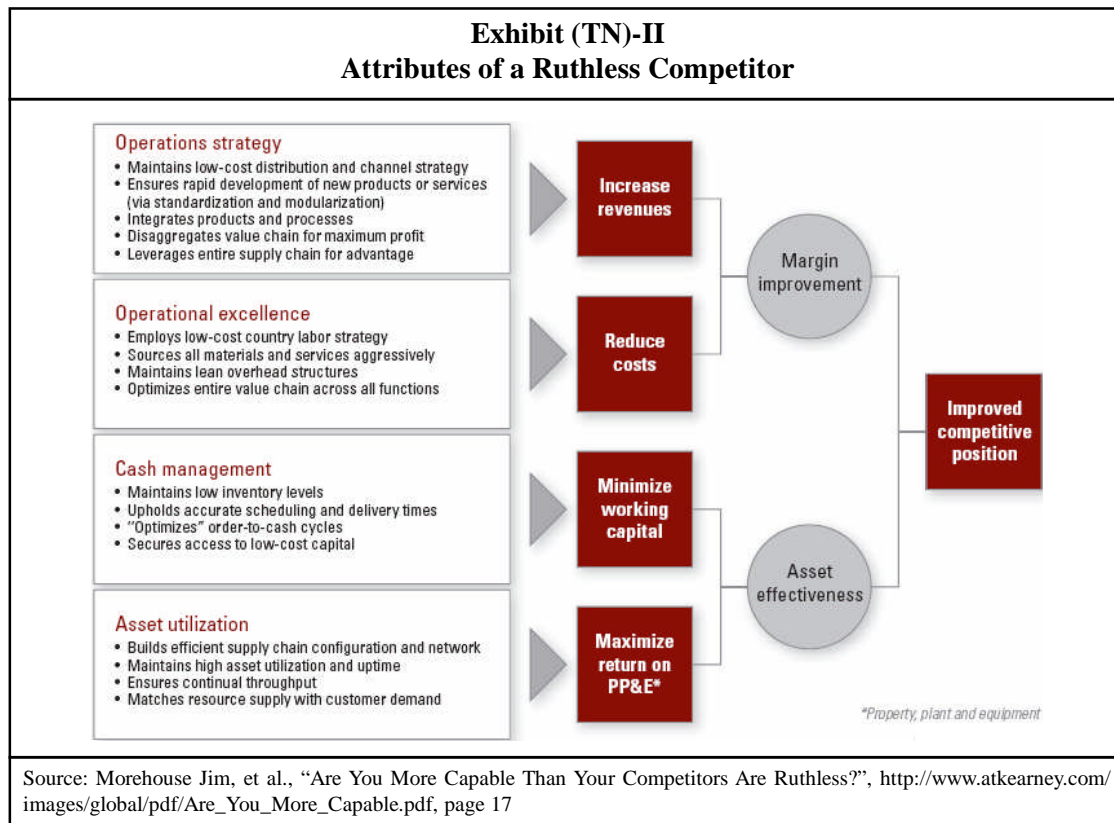 Exhibit (TN)-II
Attributes of a Ruthless Competitor
Operations strategy
• Maintains low-cost distribution and channel strategy
• Ensures rapid development of new products or services
(via standardization and modularization)
• Integrates products and processes
• Disaggregates value chain for maximum profit
• Leverages entire supply chain for advantage
Increase
revenues
Operational excellence
• Employs low-cost country labor strategy
• Sources all materials and services aggressively
• Maintains lean overhead structures
• Optimizes entire value chain across all functions
Reduce
costs
Margin
improvement
Cash management
• Maintains low inventory levels
• Upholds accurate scheduling and delivery times
• "Optimizes" order-to-cash cycles
• Secures access to low-cost capital
Minimize
working
capital
Asset utilization
• Builds efficient supply chain configuration and network
• Maintains high asset utilization and uptime
• Ensures continual throughput
• Matches resource supply with customer demand
Maximize
return on
PP&E*
Asset
effectiveness
Improved
competitive
position
*Property, plant and equipment
Source: Morehouse Jim, et al., “Are You More Capable Than Your Competitors Are Ruthless?”, http://www.atkearney.com/
images/global/pdf/Are_You_More_Capable.pdf, page 17